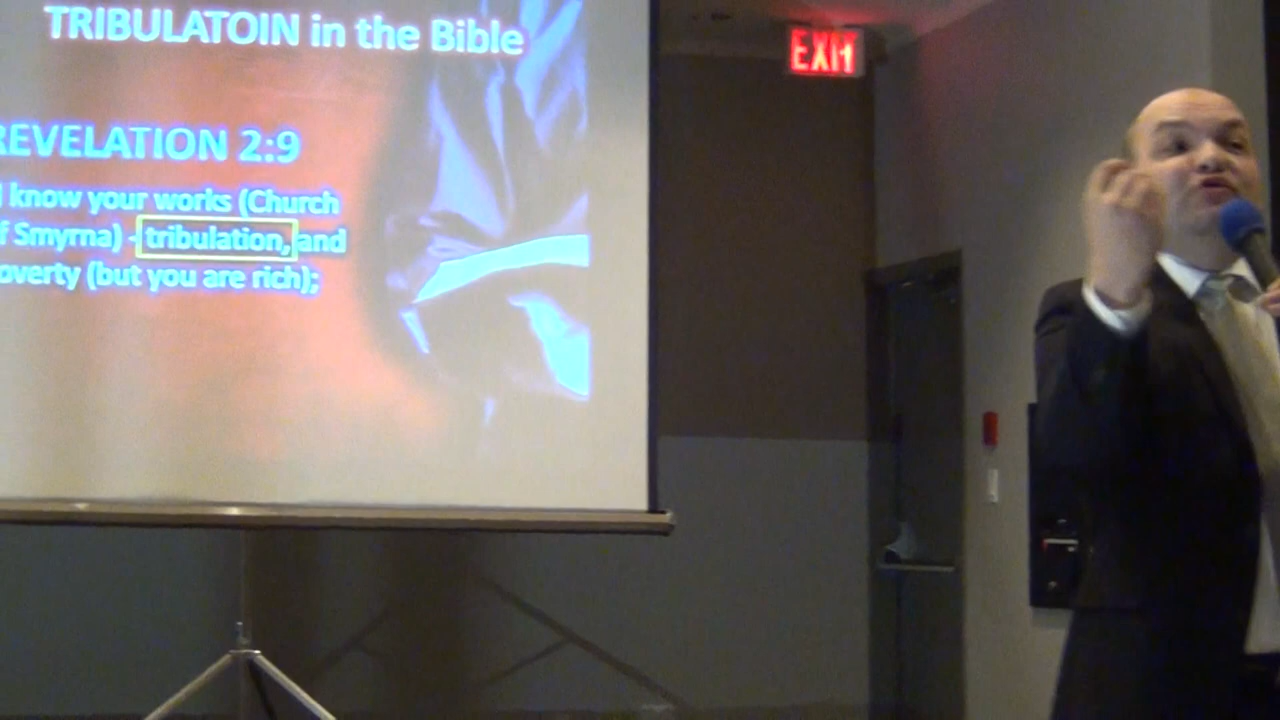 TRIBULATOIN in the Bible
EXIT
REVELATION 2:9
I know your works (Church
f Smyrna) - tribulation, and
overty (but you are rich);